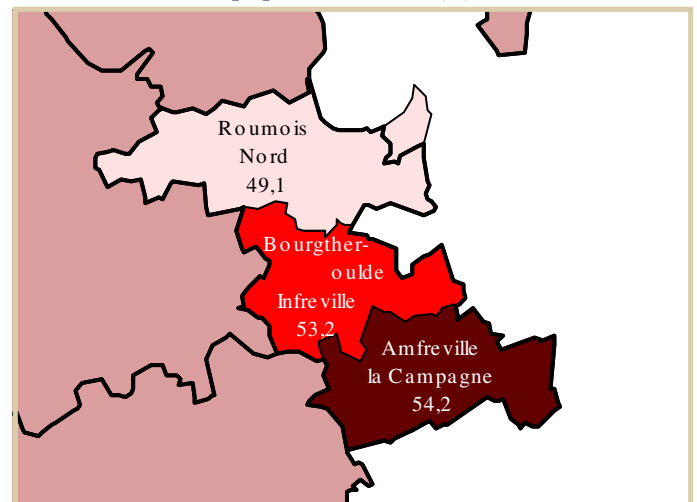 Roumois
Nord
49,1
Bourgther-
oulde
Infreville
53,2
Amfreville
la Campagne
54,2